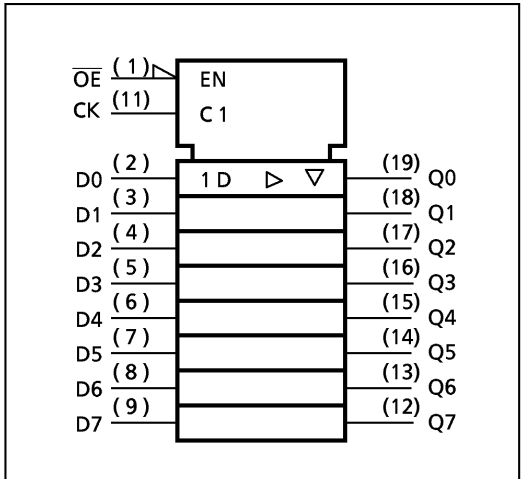 OE (1) EN
CK (11) C1
D0 (2) 1D (19) Q0
D1 (3) (18) Q1
D2 (4) (17) Q2
D3 (5) (16) Q3
D4 (6) (15) Q4
D5 (7) (14) Q5
D6 (8) (13) Q6
D7 (9) (12) Q7